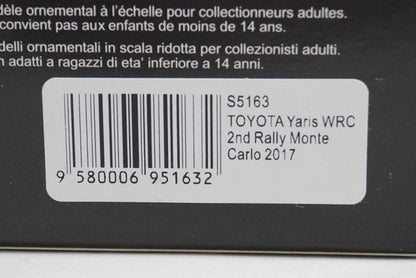 dèle ornemental à l'échelle pour collectionneurs adultes.
convient pas aux enfants de moins de 14 ans.
delli ornamentali in scala ridotta per collezionisti adulti.
n adatti a ragazzi di eta' inferiore a 14 anni.
S5163
TOYOTA Yaris WRC
2nd Rally Monte
Carlo 2017
9 580006 951632